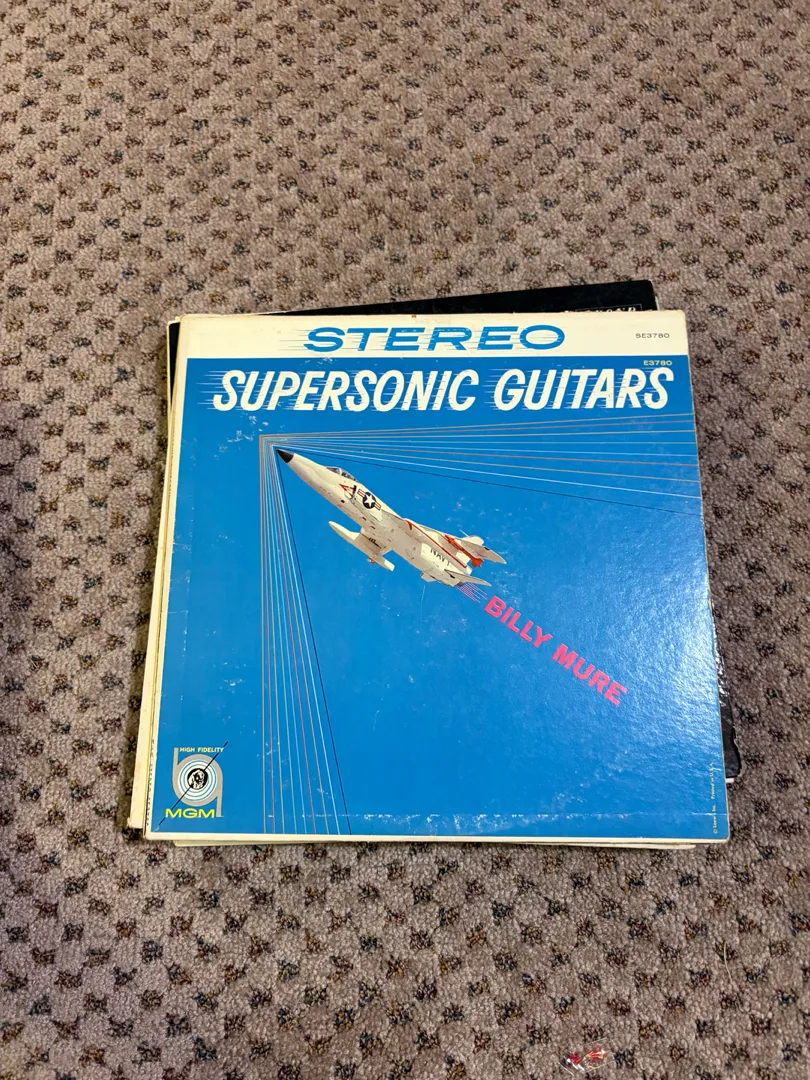 STEREO
SE3780
E3780
SUPERSONIC GUITARS
NAVY
BILLY MURE
HIGH FIDELITY
MGM